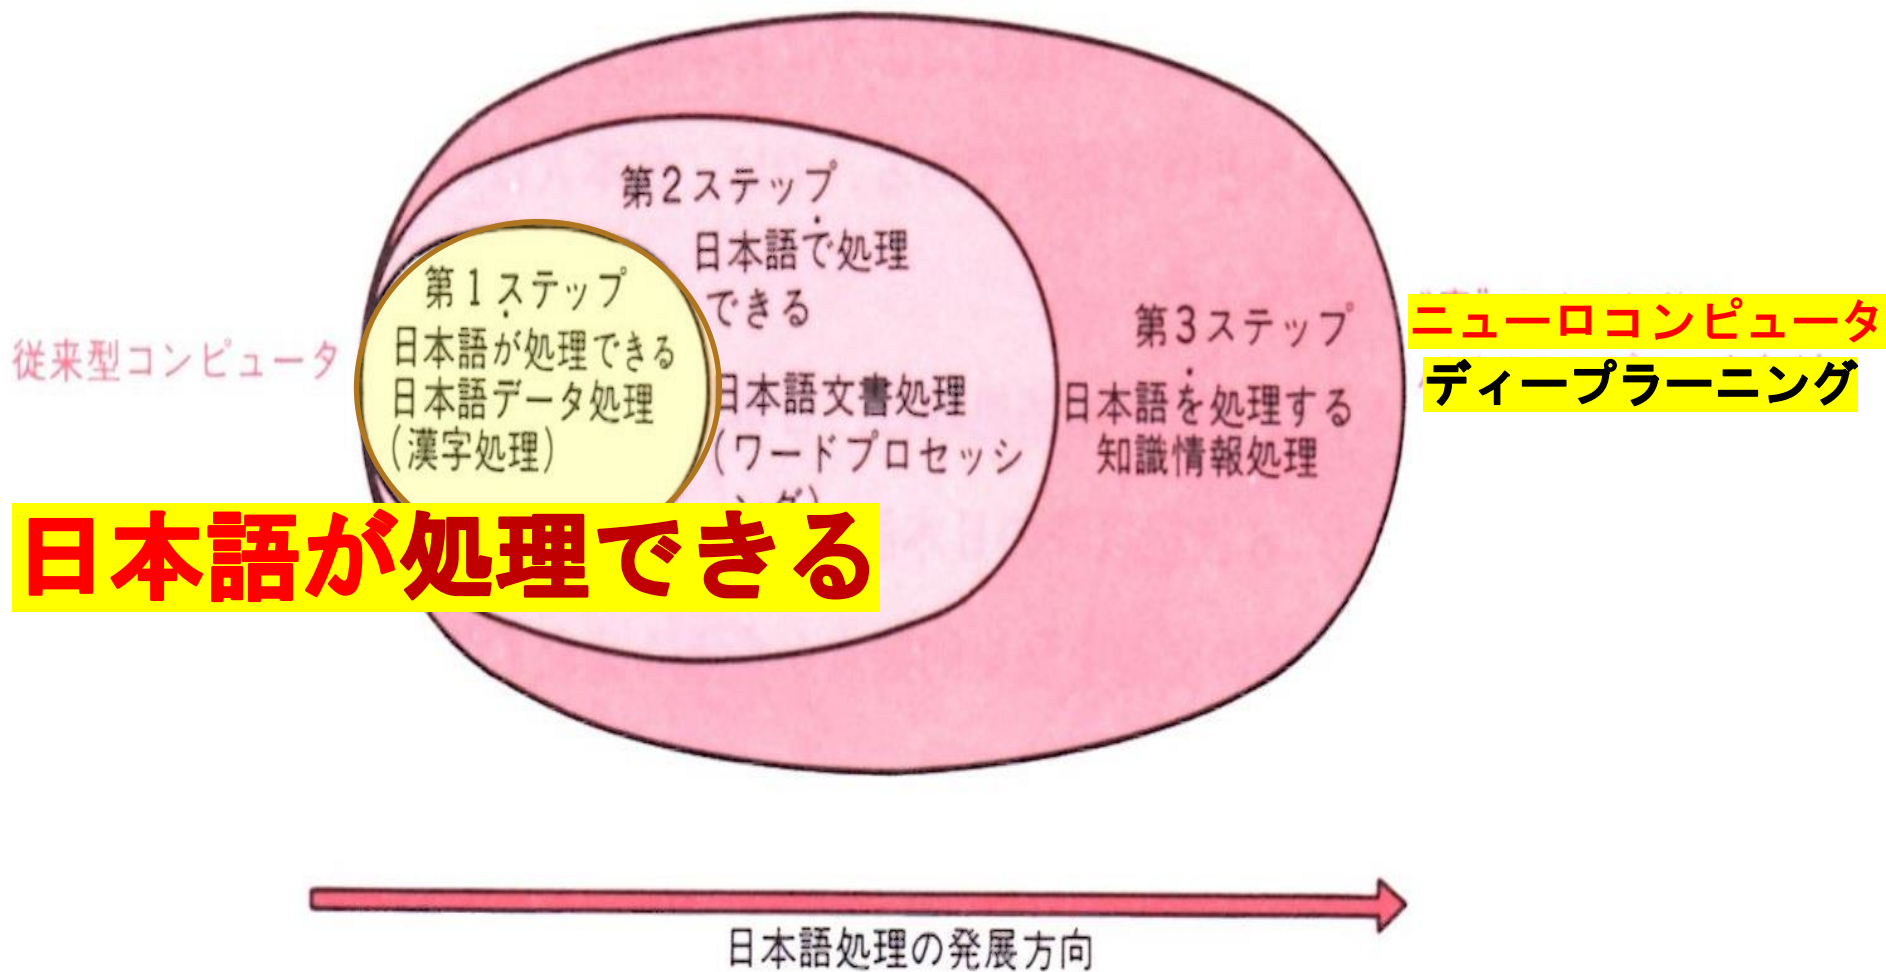 第2ステップ
日本語で処理
できる
日本語文書処理
(ワードプロセッシ
ング)
第1ステップ
日本語が処理できる
日本語データ処理
(漢字処理)
従来型コンピュータ
第3ステップ
日本語を処理する
知識情報処理
ニューロコンピュータ
ディープラーニング
日本語が処理できる
日本語処理の発展方向